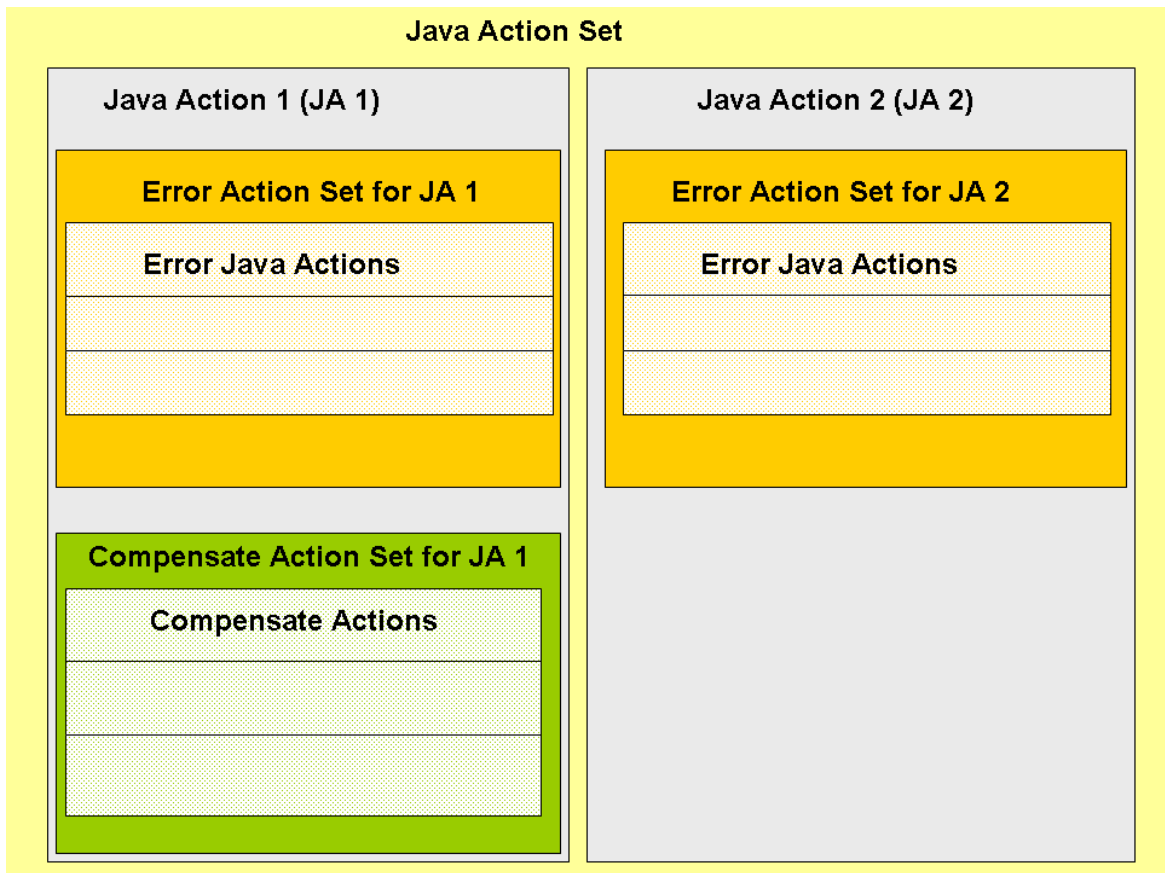 Java Action Set
Java Action 1 (JA 1)
Java Action 2 (JA 2)
Error Action Set for JA 1
Error Action Set for JA 2
Error Java Actions
Error Java Actions
Compensate Action Set for JA 1
Compensate Actions